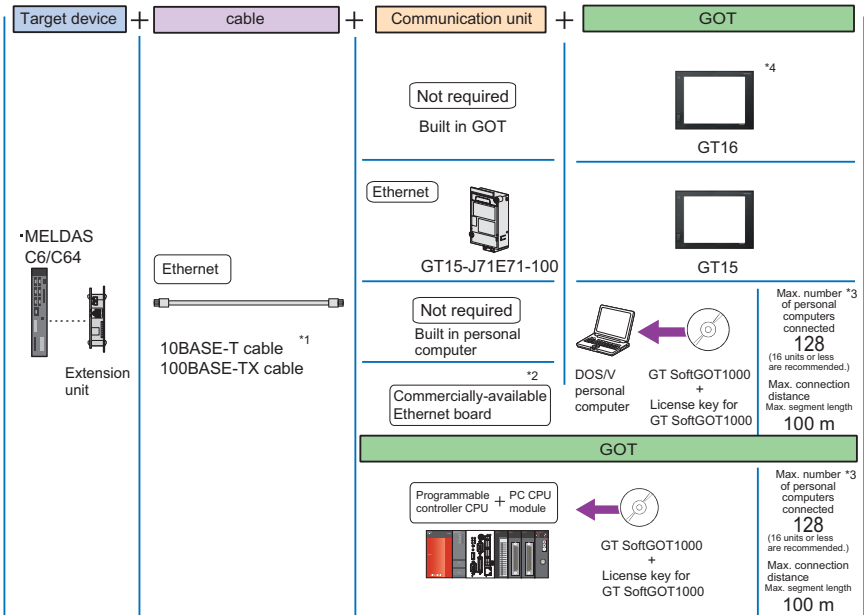 Target device + cable + Communication unit + GOT
·MELDAS
C6/C64
Extension
unit
Ethernet
10BASE-T cable *1
100BASE-TX cable
Not required
Built in GOT
*4
GT16
Ethernet
GT15-J71E71-100
GT15
Not required
Built in personal
computer
*2
Commercially-available
Ethernet board
DOS/V
personal
computer
GT SoftGOT1000
+
License key for
GT SoftGOT1000
Max. number *3
of personal
computers
connected
128
(16 units or less
are recommended.)
Max. connection
distance
Max. segment length
100 m
GOT
Programmable
controller CPU
+
PC CPU
module
GT SoftGOT1000
+
License key for
GT SoftGOT1000
Max. number *3
of personal
computers
connected
128
(16 units or less
are recommended.)
Max. connection
distance
Max. segment length
100 m